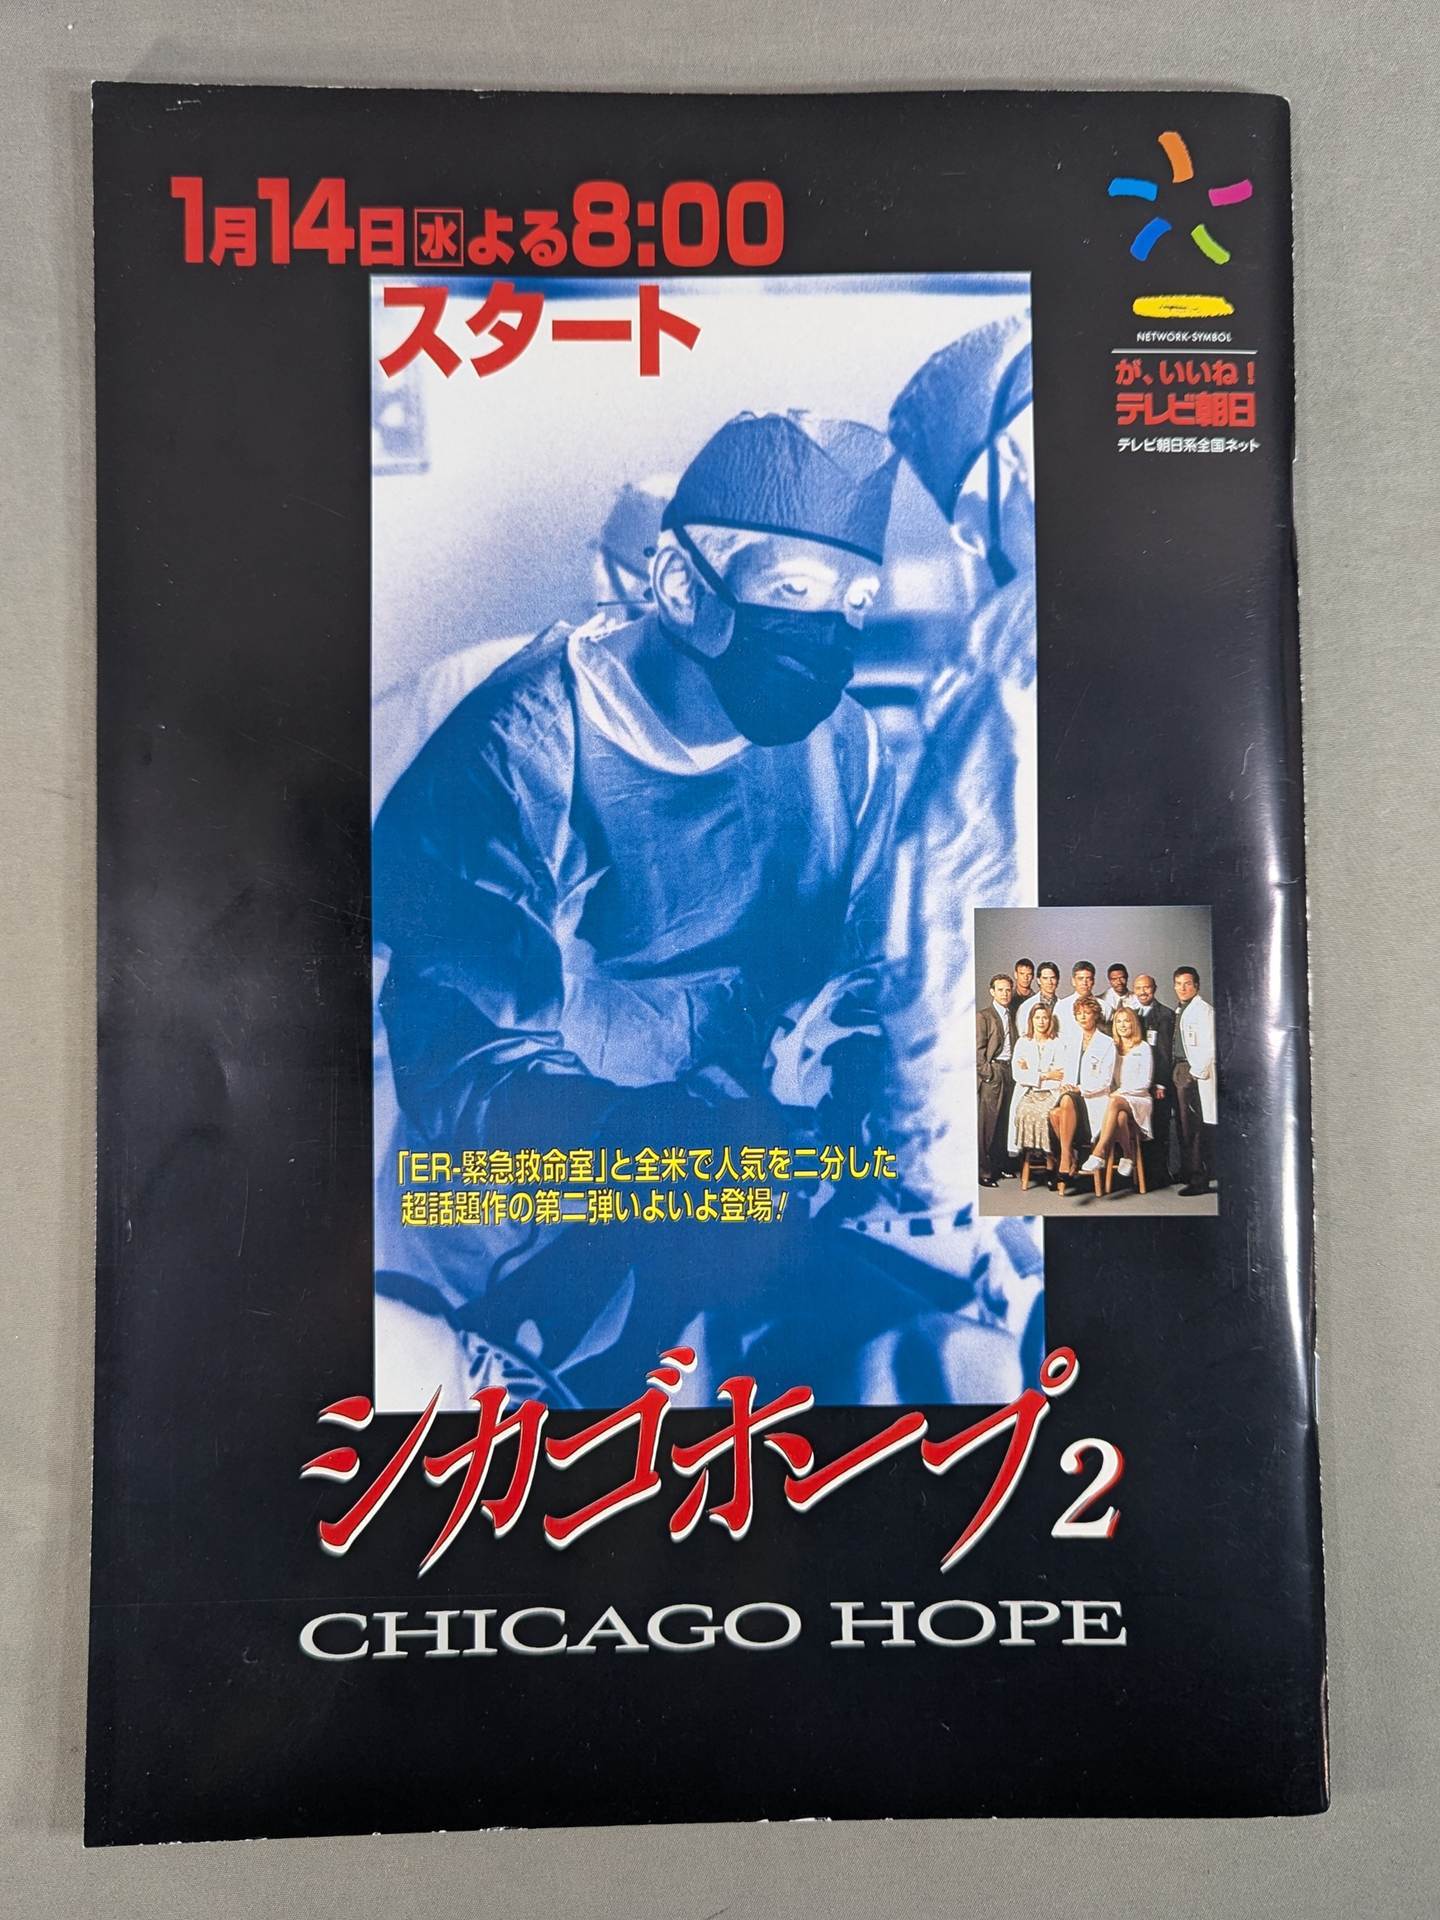 1月14日水よる8:00
スタート
NETWORK-SYMBOL
が、いいね!
テレビ朝日
テレビ朝日系全国ネット
「ER-緊急救命室」と全米で人気を二分した
超話題作の第二弾いよいよ登場!
シカゴホープ2
CHICAGO HOPE